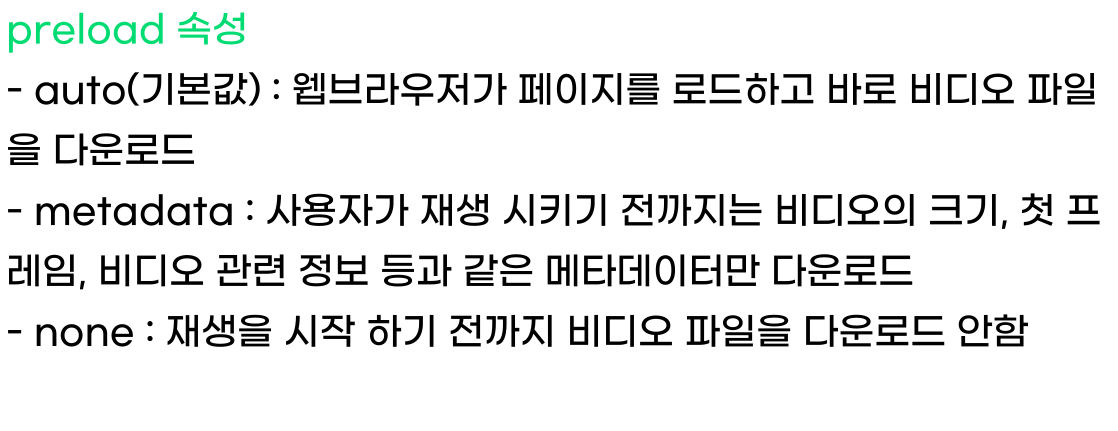 preload 속성
- auto(기본값) : 웹브라우저가 페이지를 로드하고 바로 비디오 파일
을 다운로드
- metadata : 사용자가 재생 시키기 전까지는 비디오의 크기, 첫 프
레임, 비디오 관련 정보 등과 같은 메타데이터만 다운로드
- none : 재생을 시작 하기 전까지 비디오 파일을 다운로드 안함